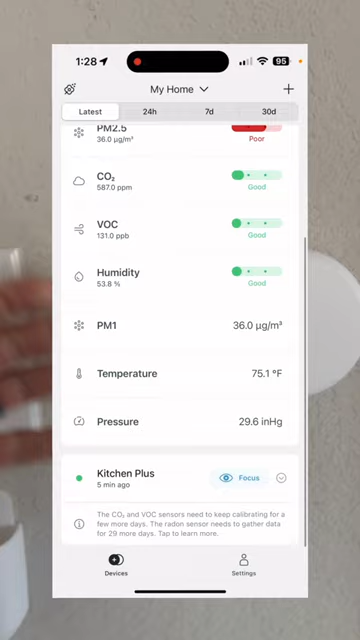 1:28
95
My Home
Latest
24h
7d
30d
PM2.5
36.0 µg/m³
Poor
CO₂
587.0 ppm
Good
VOC
131.0 ppb
Good
Humidity
53.8 %
Good
PM1
36.0 µg/m³
Temperature
75.1 °F
Pressure
29.6 inHg
Kitchen Plus
5 min ago
Focus
The CO₂ and VOC sensors need to keep calibrating for a
few more days. The radon sensor needs to gather data
for 29 more days. Tap to learn more.
Devices
Settings